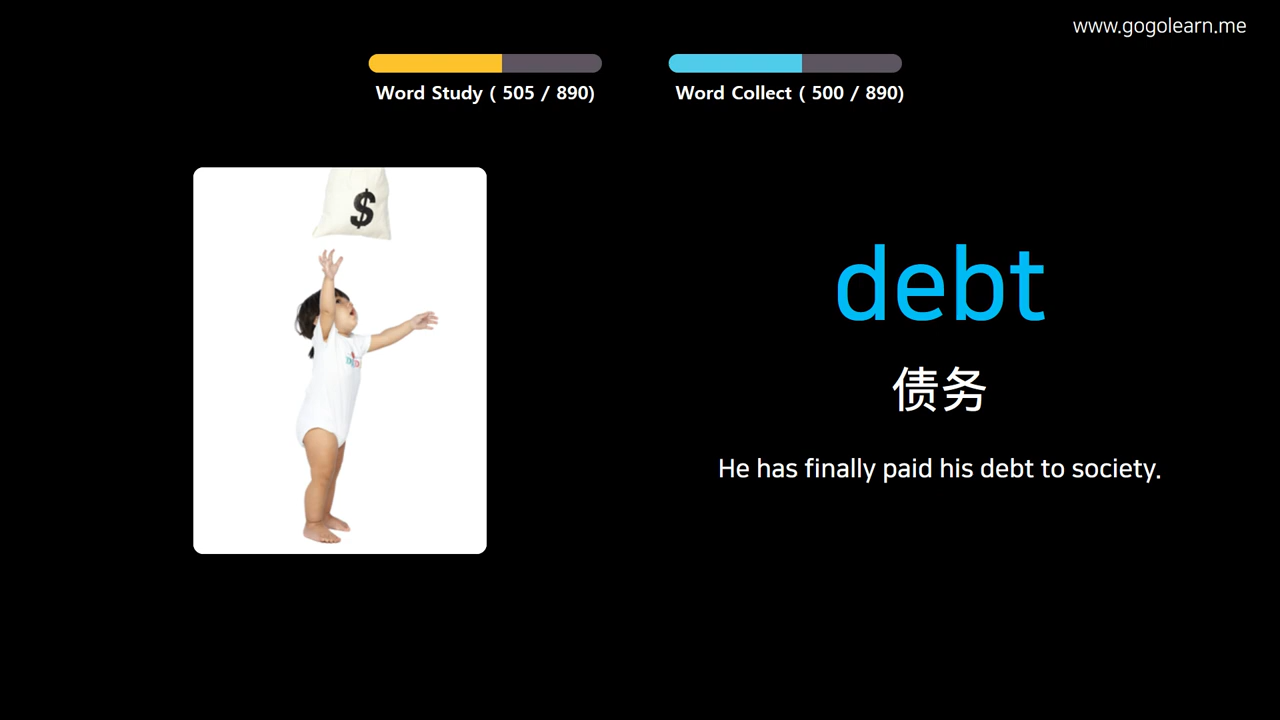 www.gogolearn.me
Word Study ( 505 / 890)
Word Collect ( 500 / 890)
$
debt
债务
He has finally paid his debt to society.